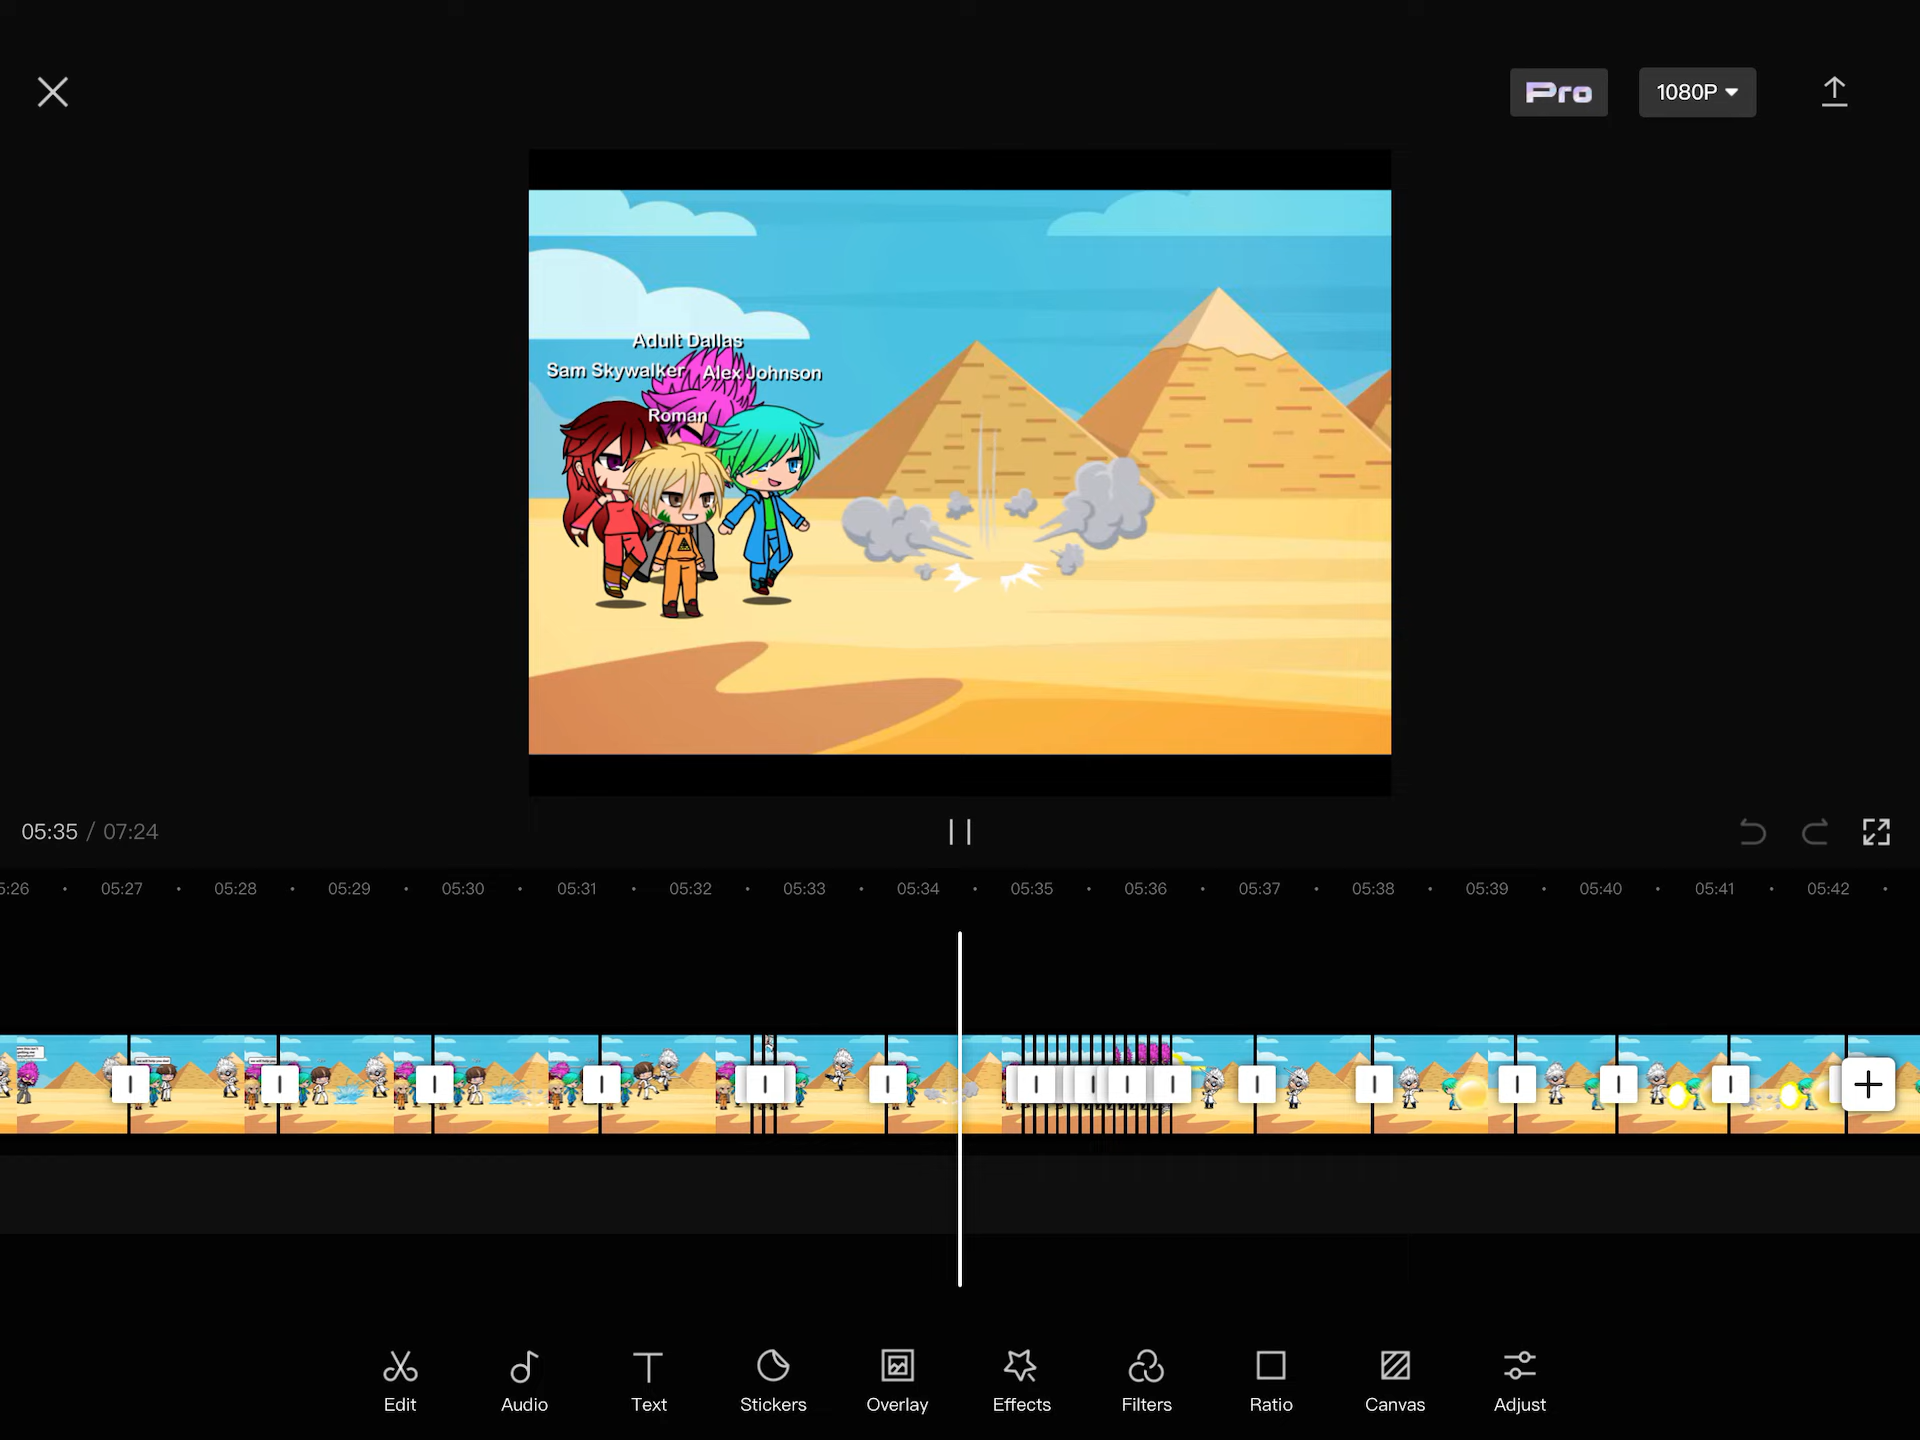 Pro
1080P
Adult Dallas
Sam Skywalker
Alex Johnson
Roman
05:35 / 07:24
5:26 05:27 05:28 05:29 05:30 05:31 05:32 05:33 05:34 05:35 05:36 05:37 05:38 05:39 05:40 05:41 05:42
Edit
Audio
Text
Stickers
Overlay
Effects
Filters
Ratio
Canvas
Adjust